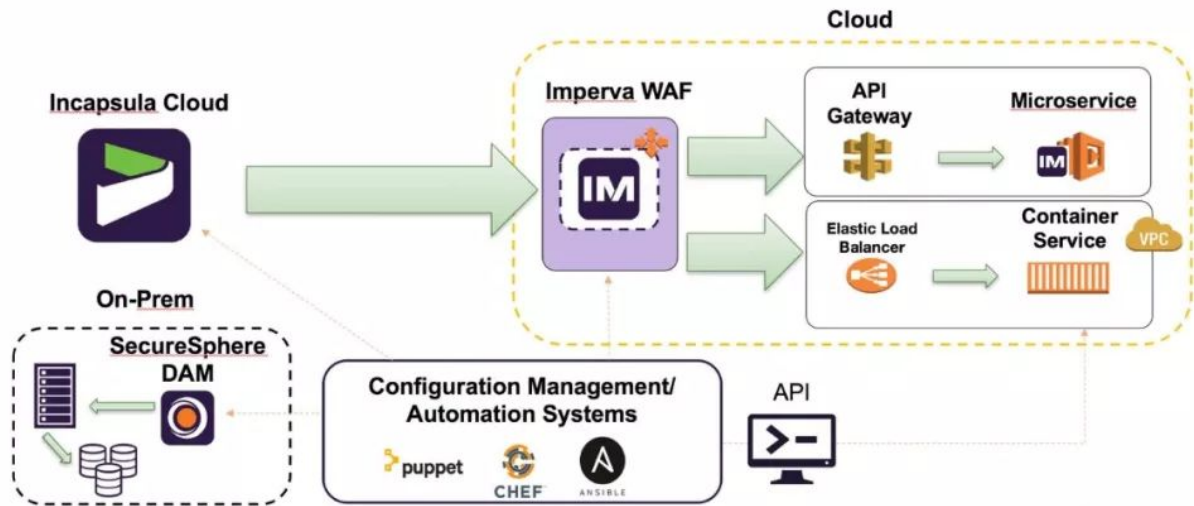 Cloud
Incapsula Cloud
Imperva WAF
IM
API
Gateway
Microservice
IM
Elastic Load
Balancer
Container
Service
VPC
On-Prem
SecureSphere
DAM
Configuration Management/
Automation Systems
puppet
CHEF
ANSIBLE
API